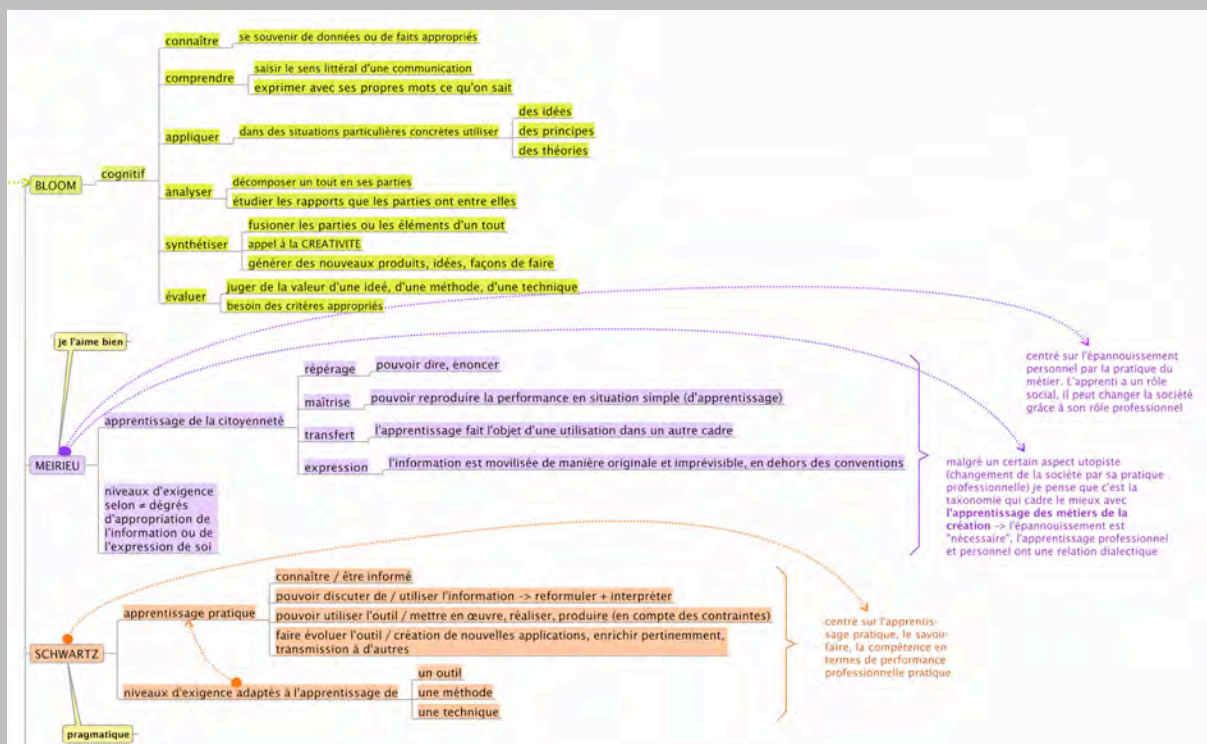 connaître
se souvenir de données ou de faits appropriés
comprendre
saisir le sens littéral d'une communication
exprimer avec ses propres mots ce qu'on sait
appliquer
dans des situations particulières concrètes utiliser
des idées
des principes
des théories
BLOOM
cognitif
analyser
décomposer un tout en ses parties
étudier les rapports que les parties ont entre elles
synthétiser
fusioner les parties ou les éléments d'un tout
appel à la CREATIVITE
générer des nouveaux produits, idées, façons de faire
évaluer
juger de la valeur d'une ideé, d'une méthode, d'une technique
besoin des critères appropriés
je l'aime bien
MEIRIEU
apprentissage de la citoyenneté
répérage
pouvoir dire, énoncer
maîtrise
pouvoir reproduire la performance en situation simple (d'apprentissage)
transfert
l'apprentissage fait l'objet d'une utilisation dans un autre cadre
expression
l'information est movilisée de manière originale et imprévisible, en dehors des conventions
niveaux d'exigence
selon ≠ dègrés
d'appropriation de
l'information ou de
l'expression de soi
centré sur l'épannouissement
personnel par la pratique du
métier. L'apprenti a un rôle
social, il peut changer la société
grâce à son rôle professionnel
malgré un certain aspect utopiste
(changement de la société par sa pratique
professionnelle) je pense que c'est la
taxonomie qui cadre le mieux avec
l'apprentissage des métiers de la
création -> l'épannouissement est
"nécessaire", l'apprentissage professionnel
et personnel ont une relation dialectique
SCHWARTZ
apprentissage pratique
connaître / être informé
pouvoir discuter de / utiliser l'information -> reformuler + interpréter
pouvoir utiliser l'outil / mettre en œuvre, réaliser, produire (en compte des contraintes)
faire évoluer l'outil / création de nouvelles applications, enrichir pertinemment,
transmission à d'autres
niveaux d'exigence adaptés à l'apprentissage de
un outil
une méthode
une technique
pragmatique
centré sur l'apprentis-
sage pratique, le savoir-
faire, la compétence en
termes de performance
professionnelle pratique